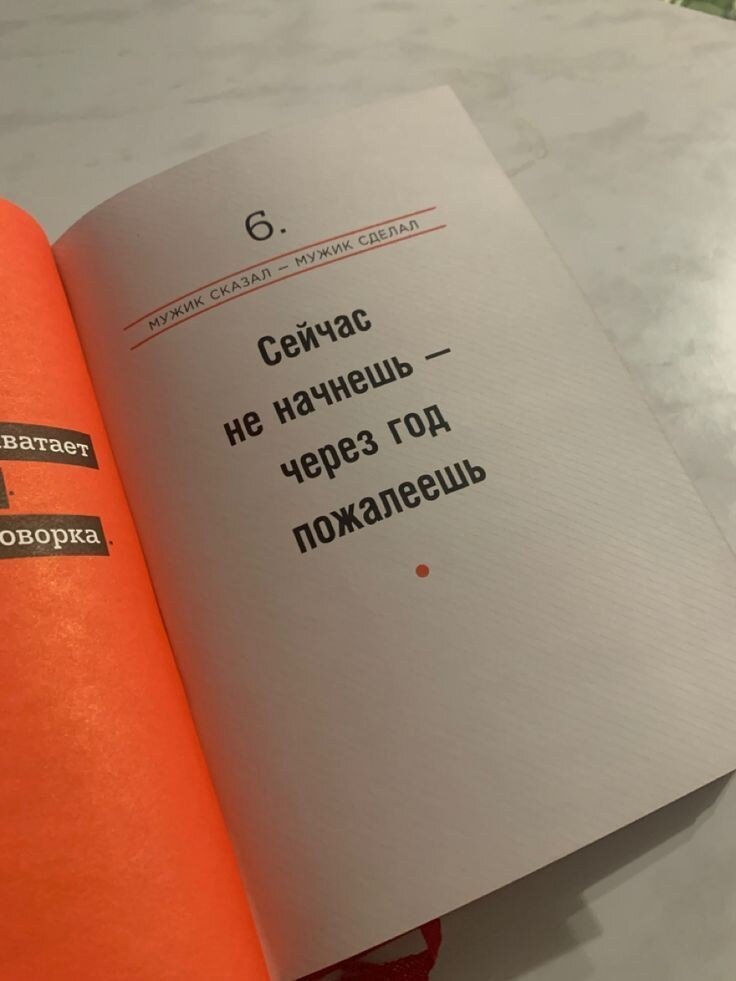 ватает
оворка.
6.
МУЖИК СКАЗАЛ — МУЖИК СДЕЛАЛ
Сейчас
не начнешь —
через год
пожалеешь